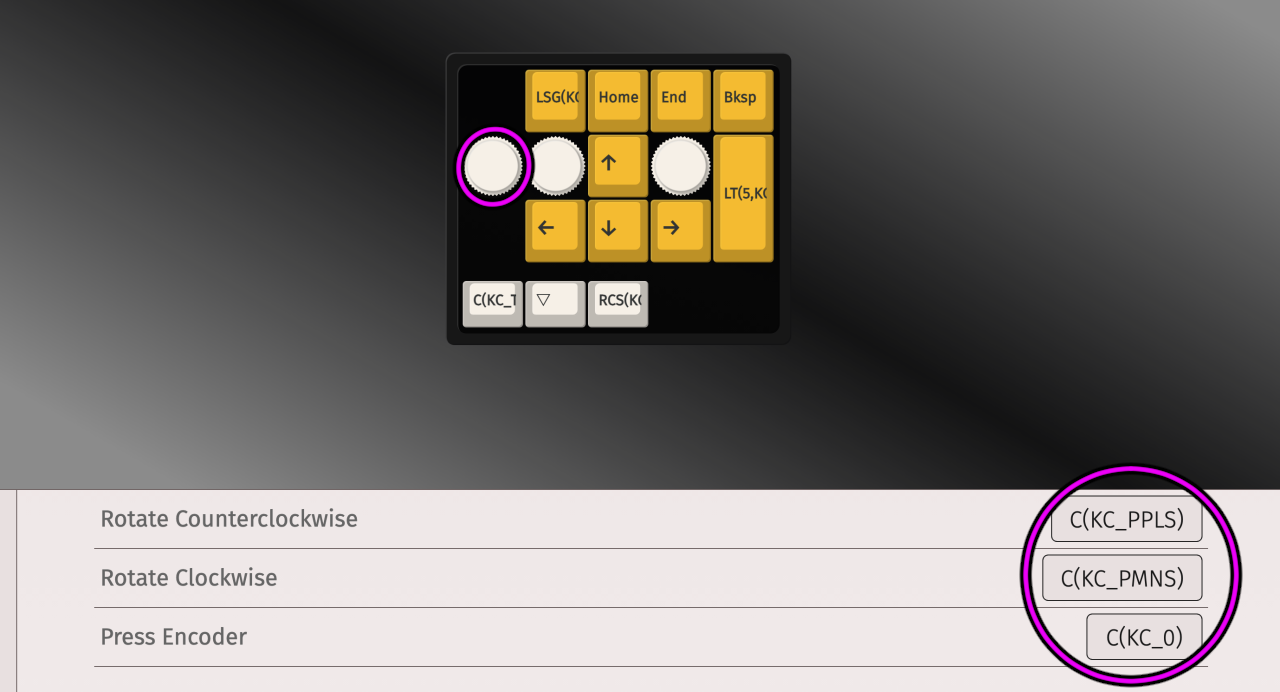 LSG(KC Home End Bksp
↑ LT(5,KC
← ↓ →
C(KC_T ▽ RCS(KC
Rotate Counterclockwise C(KC_PPLS)
Rotate Clockwise C(KC_PMNS)
Press Encoder C(KC_0)